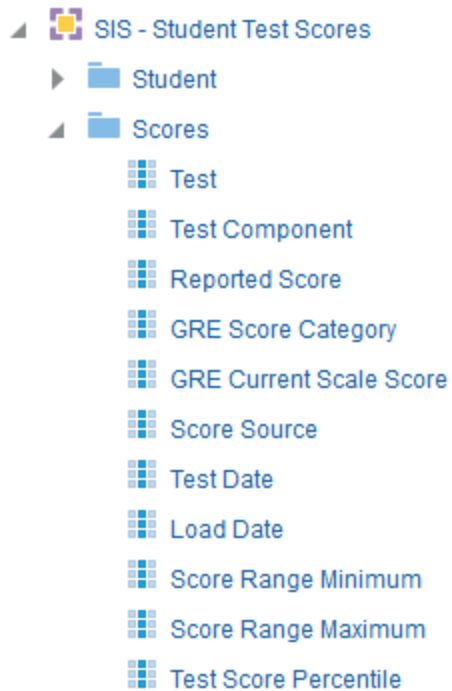 SIS - Student Test Scores
Student
Scores
Test
Test Component
Reported Score
GRE Score Category
GRE Current Scale Score
Score Source
Test Date
Load Date
Score Range Minimum
Score Range Maximum
Test Score Percentile